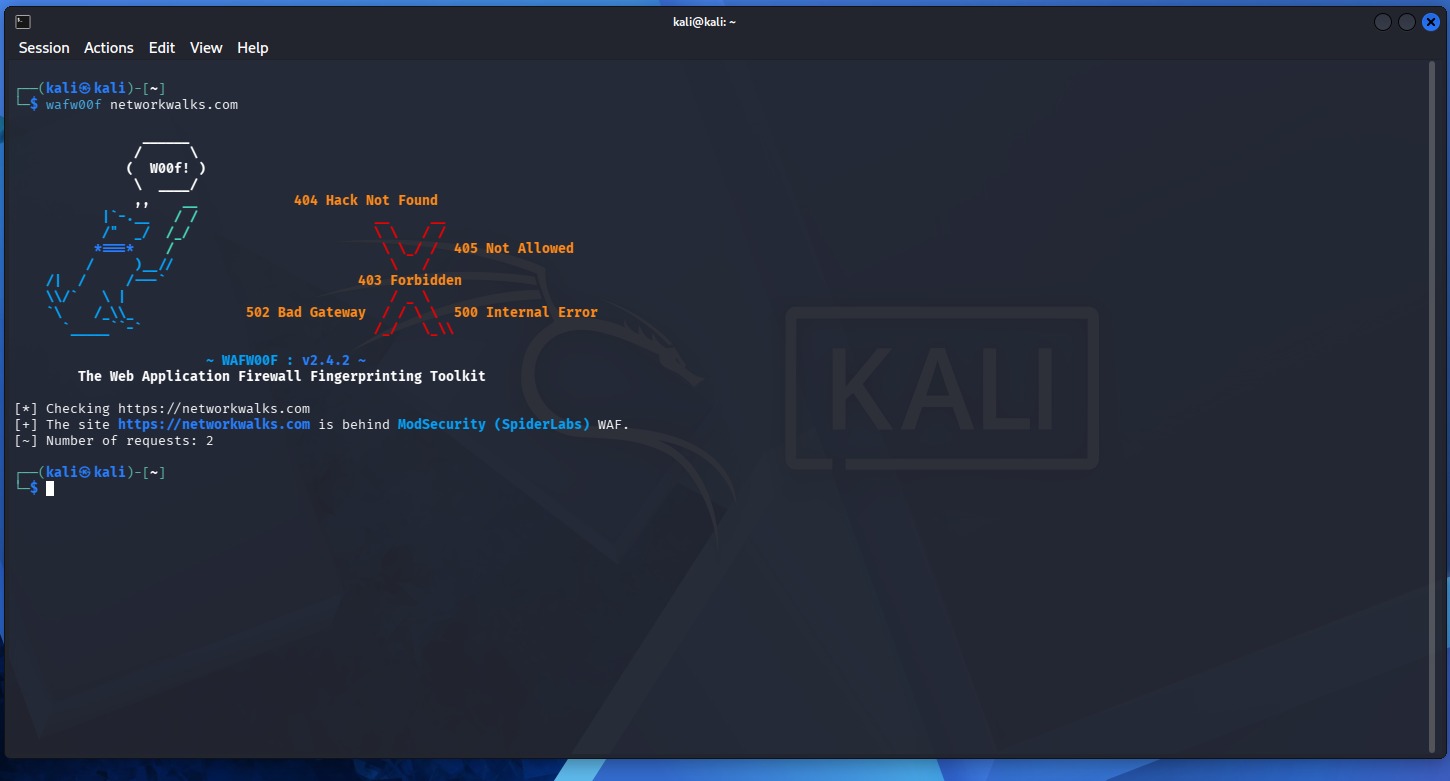 kali@kali: ~
Session Actions Edit View Help
┌──(kali㉿kali)-[~]
└─$ wafw00f networkwalks.com
W00f!
404 Hack Not Found
405 Not Allowed
403 Forbidden
502 Bad Gateway 500 Internal Error
~ WAFW00F : v2.4.2 ~
The Web Application Firewall Fingerprinting Toolkit
[*] Checking https://networkwalks.com
[+] The site https://networkwalks.com is behind ModSecurity (SpiderLabs) WAF.
[~] Number of requests: 2
┌──(kali㉿kali)-[~]
└─$
KALI